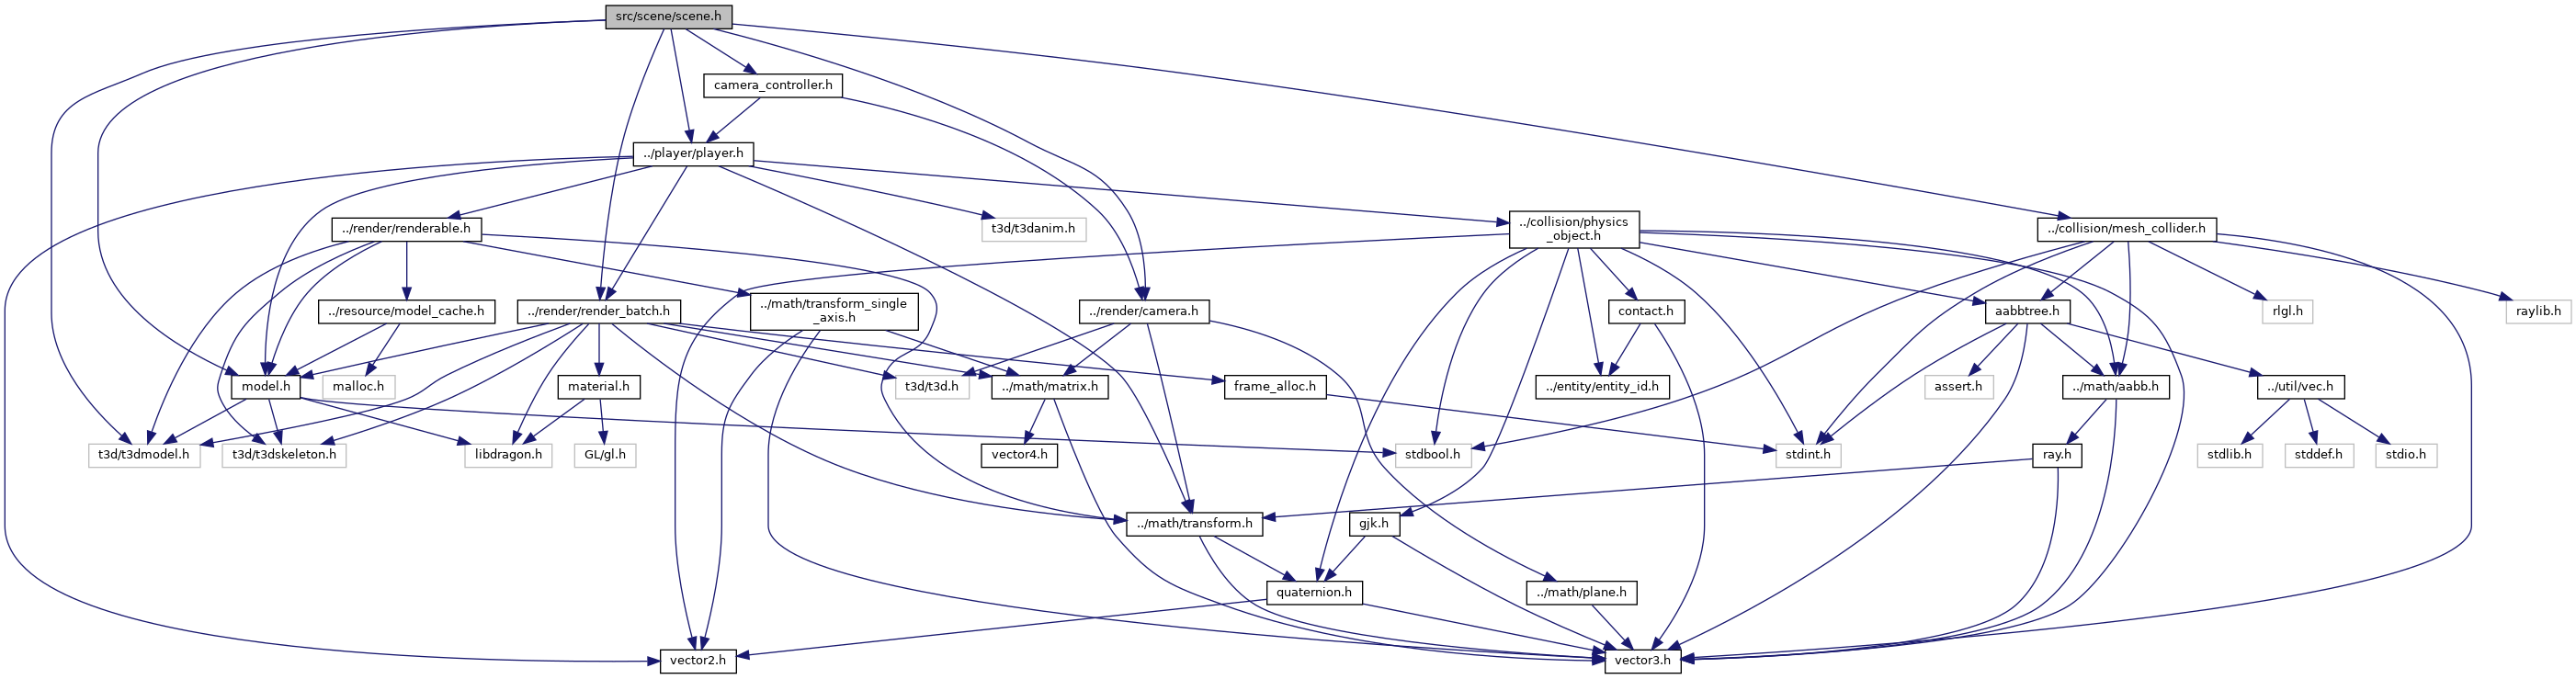 src/scene/scene.h
camera_controller.h
../player/player.h
../render/renderable.h
t3d/t3danim.h
../collision/physics
_object.h
../collision/mesh_collider.h
../resource/model_cache.h
../render/render_batch.h
../math/transform_single
_axis.h
../render/camera.h
contact.h
aabbtree.h
rlgl.h
raylib.h
model.h
malloc.h
material.h
t3d/t3d.h
../math/matrix.h
frame_alloc.h
../entity/entity_id.h
assert.h
../math/aabb.h
../util/vec.h
t3d/t3dmodel.h
t3d/t3dskeleton.h
libdragon.h
GL/gl.h
vector4.h
stdbool.h
stdint.h
ray.h
stdlib.h
stddef.h
stdio.h
../math/transform.h
gjk.h
quaternion.h
../math/plane.h
vector2.h
vector3.h